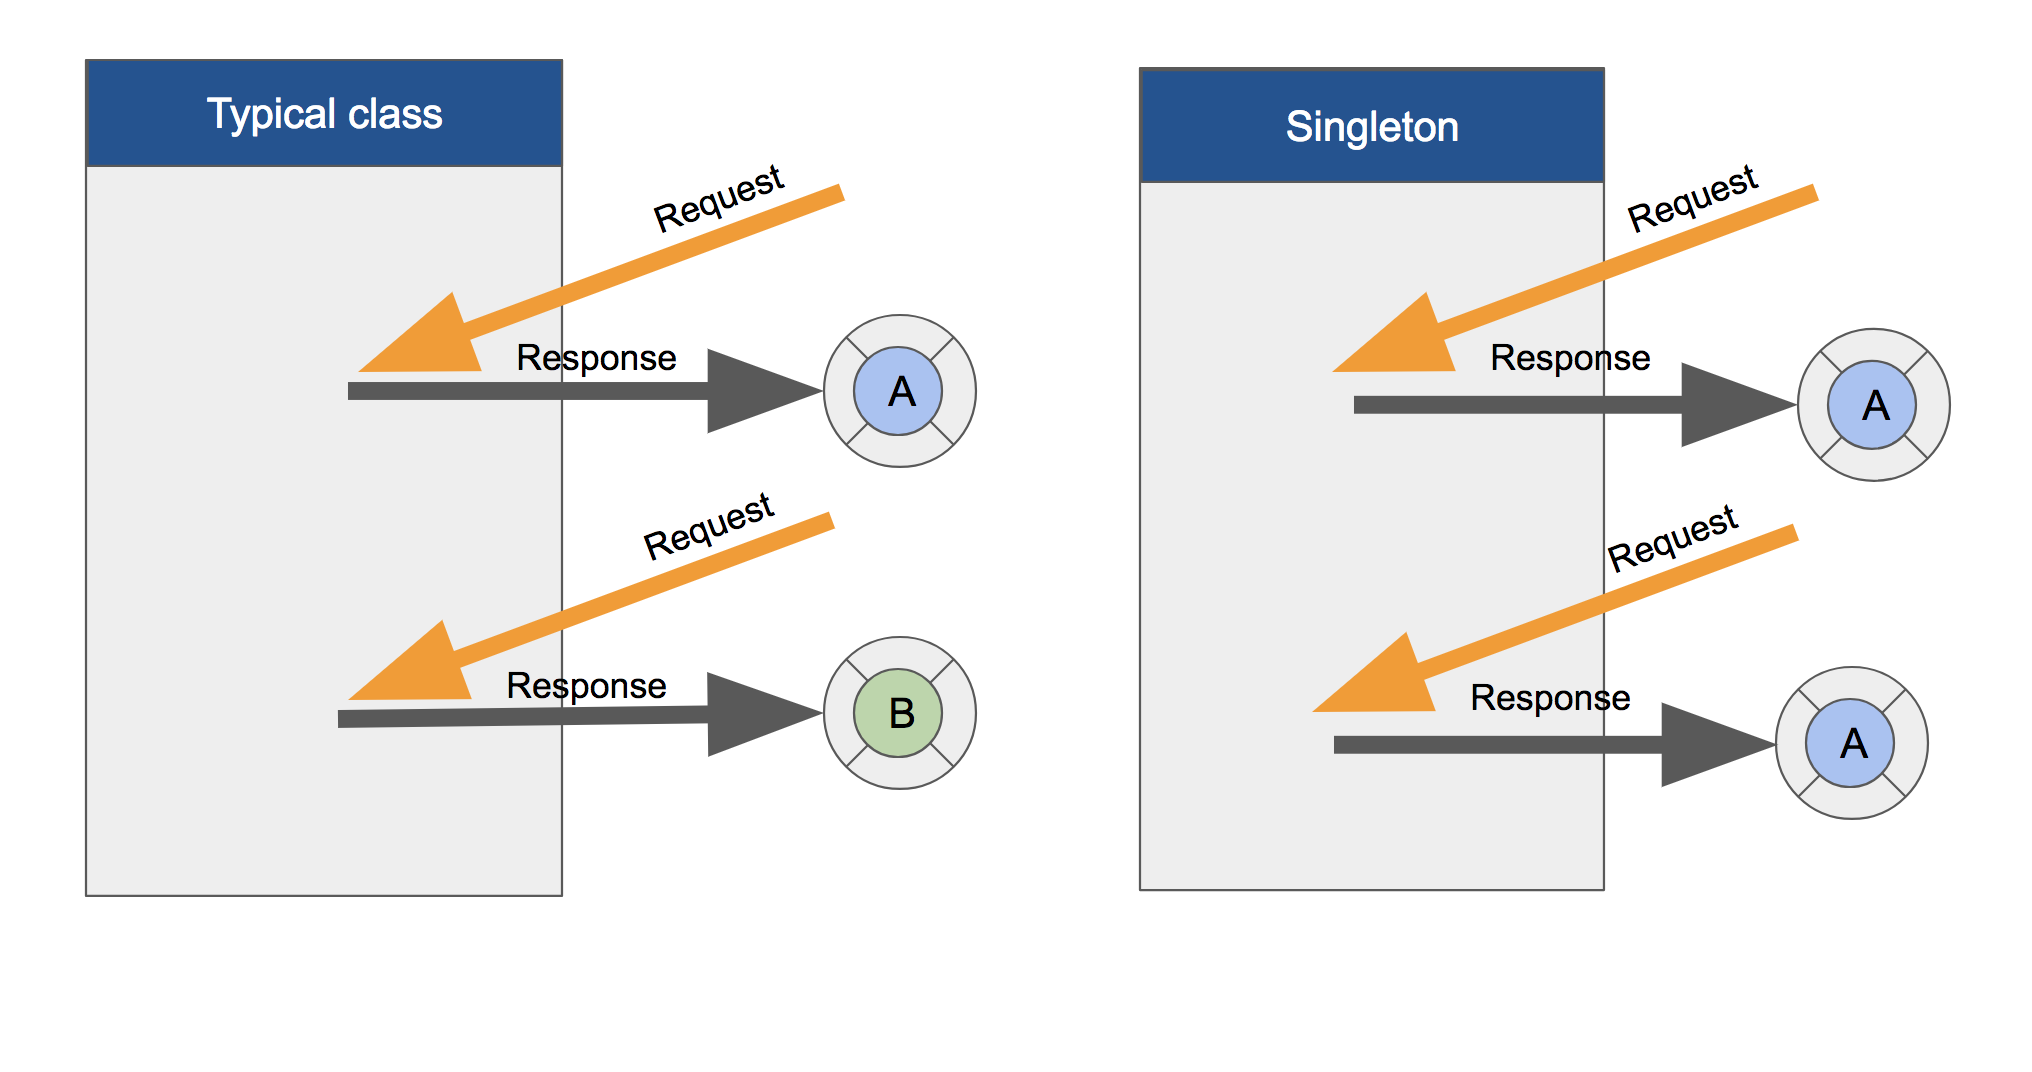 Typical class
Request
Response
A
Request
Response
B
Singleton
Request
Response
A
Request
Response
A